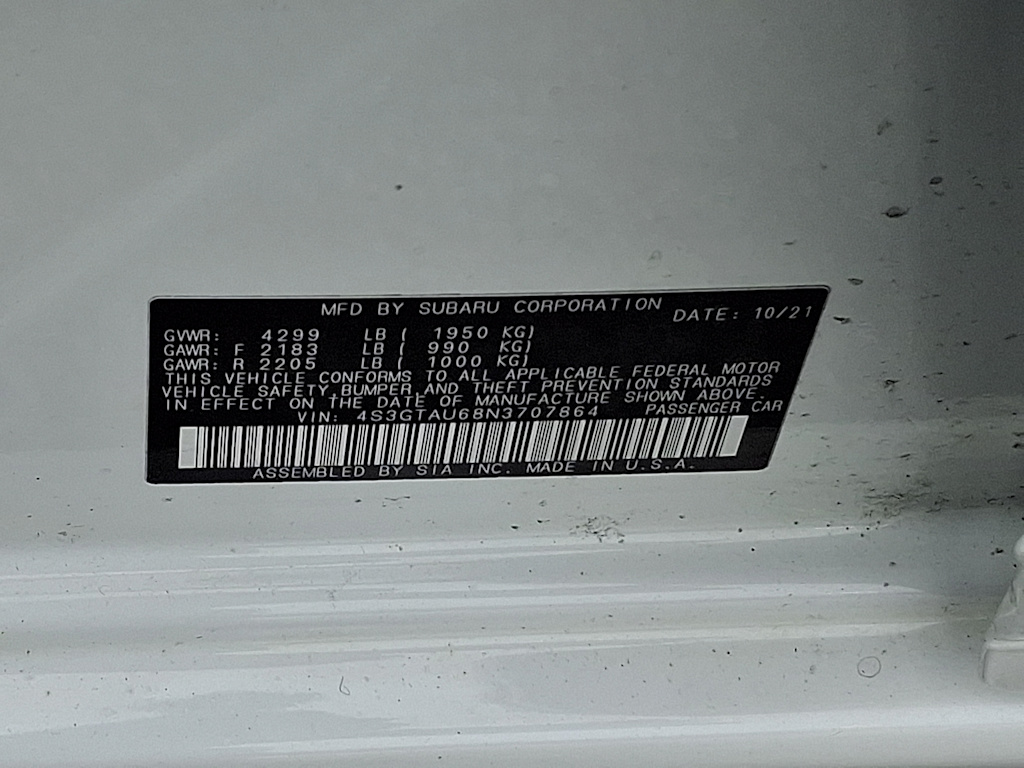 MFD BY SUBARU CORPORATION DATE: 10/21
GVWR: 4299 LB ( 1950 KG)
GAWR: F 2183 LB ( 990 KG)
GAWR: R 2205 LB ( 1000 KG)
THIS VEHICLE CONFORMS TO ALL APPLICABLE FEDERAL MOTOR
VEHICLE SAFETY,BUMPER,AND THEFT PREVENTION STANDARDS
IN EFFECT ON THE DATE OF MANUFACTURE SHOWN ABOVE.
VIN: 4S3GTAU68N3707864 PASSENGER CAR
ASSEMBLED BY SIA INC. MADE IN U.S.A.